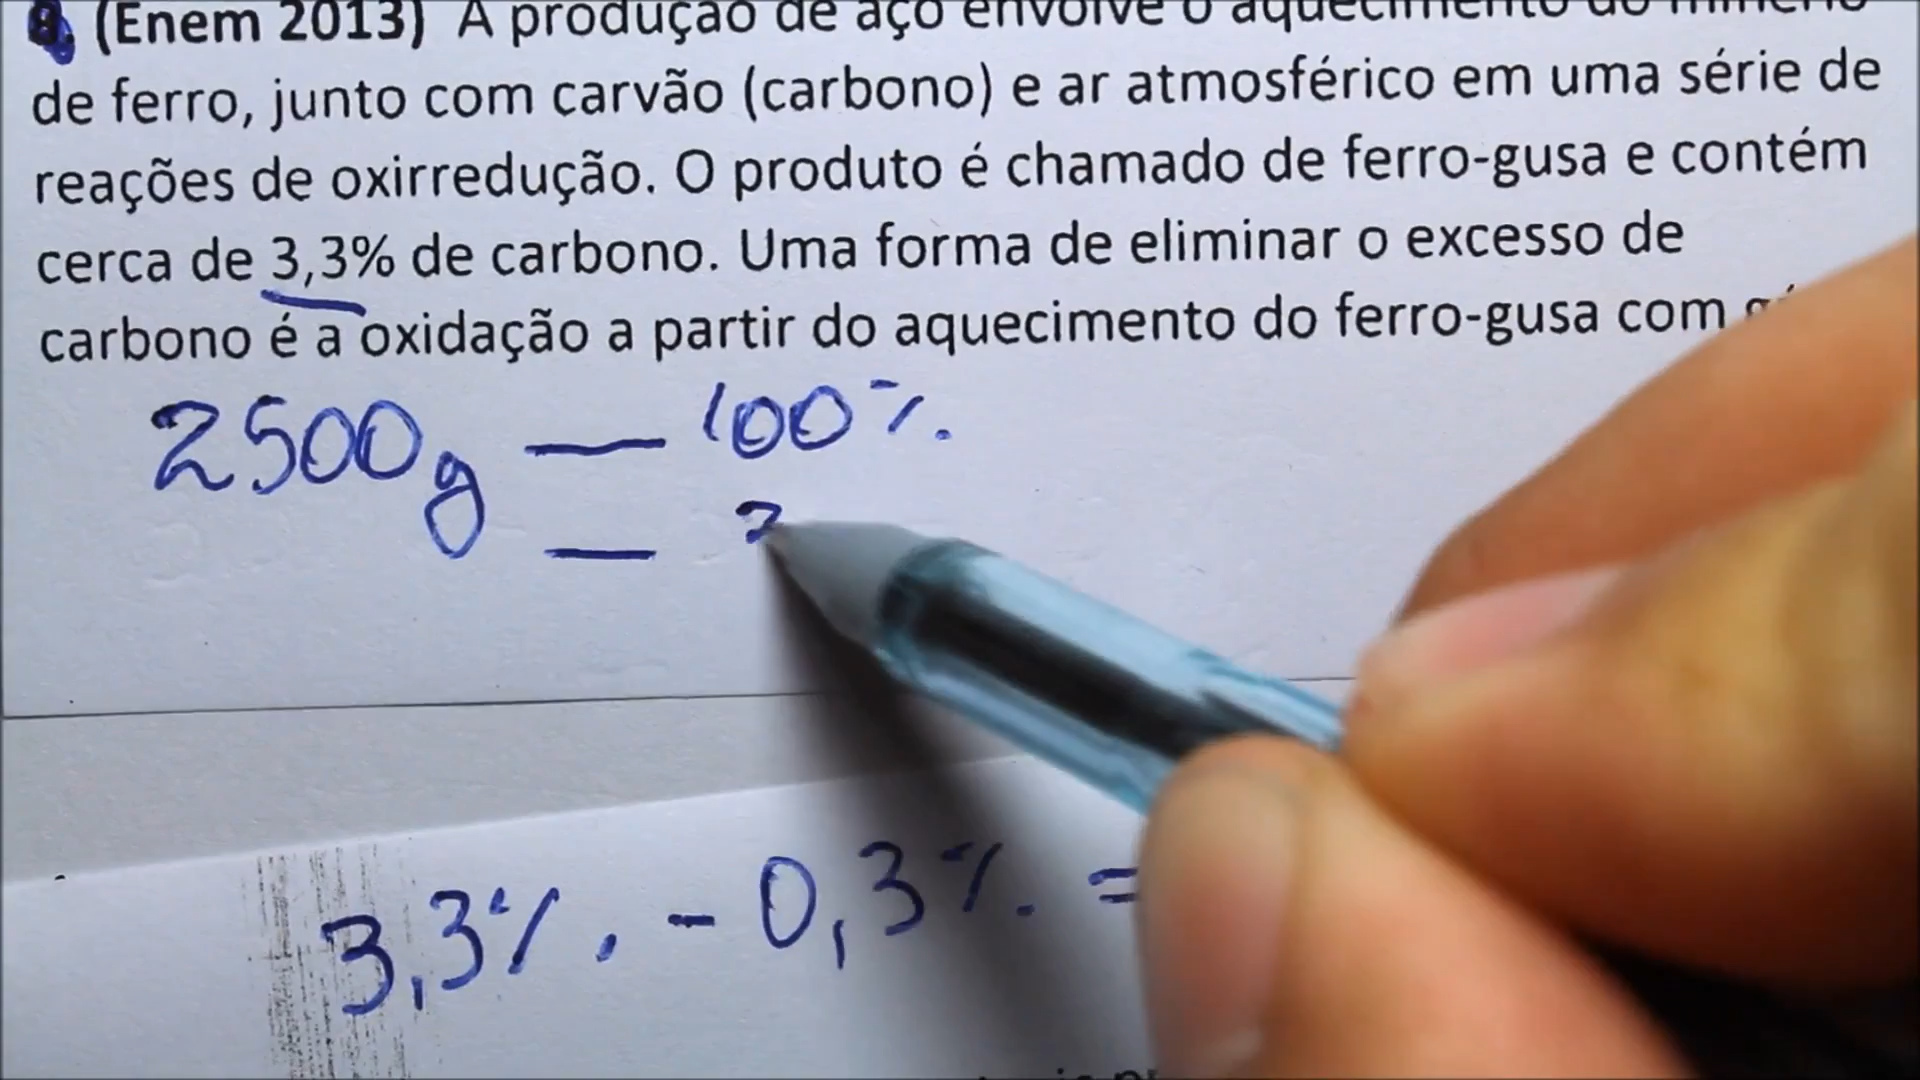 8. (Enem 2013) A produção de aço envolve o aquecimento do minério
de ferro, junto com carvão (carbono) e ar atmosférico em uma série de
reações de oxirredução. O produto é chamado de ferro-gusa e contém
cerca de 3,3% de carbono. Uma forma de eliminar o excesso de
carbono é a oxidação a partir do aquecimento do ferro-gusa com
2500g — 100%
—
3,3% - 0,3% =